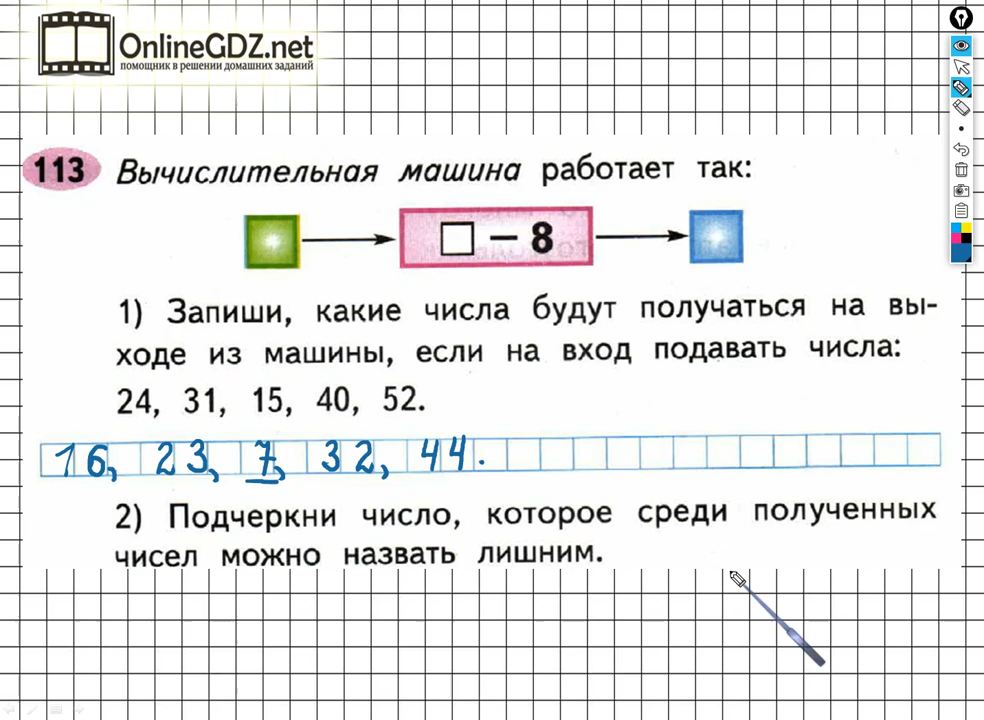 OnlineGDZ.net
помощник в решении домашних заданий
113 Вычислительная машина работает так:
□ – 8
1) Запиши, какие числа будут получаться на вы-
ходе из машины, если на вход подавать числа:
24, 31, 15, 40, 52.
16, 23, 7, 32, 44.
2) Подчеркни число, которое среди полученных
чисел можно назвать лишним.